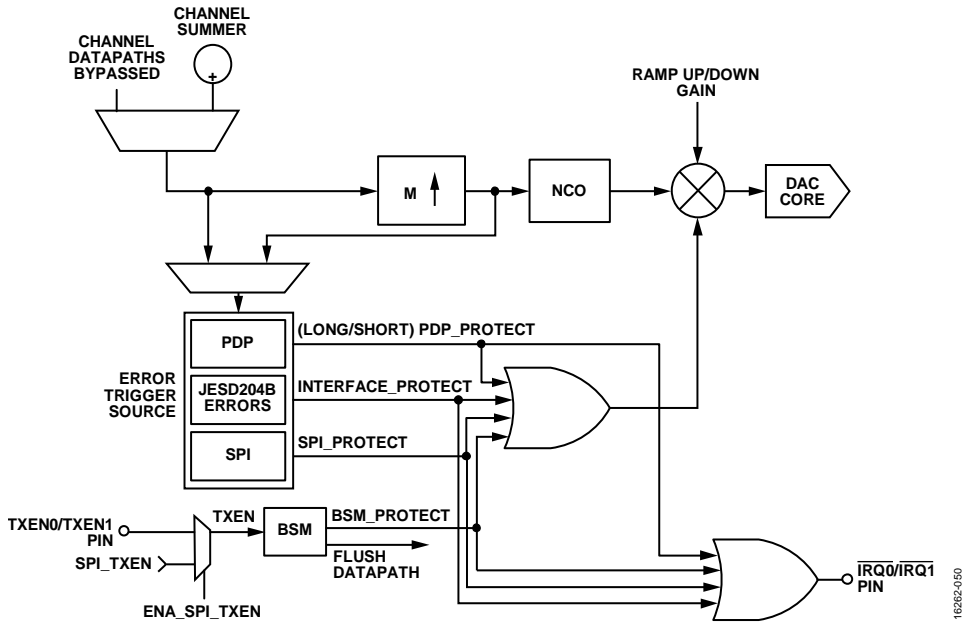 CHANNEL
SUMMER
CHANNEL
DATAPATHS
BYPASSED
+
RAMP UP/DOWN
GAIN
M
NCO
DAC
CORE
PDP
(LONG/SHORT) PDP_PROTECT
ERROR
TRIGGER
SOURCE
JESD204B
ERRORS
INTERFACE_PROTECT
SPI
SPI_PROTECT
TXEN0/TXEN1
PIN
TXEN
BSM
BSM_PROTECT
SPI_TXEN
FLUSH
DATAPATH
ENA_SPI_TXEN
IRQ0/IRQ1
PIN
16262-050